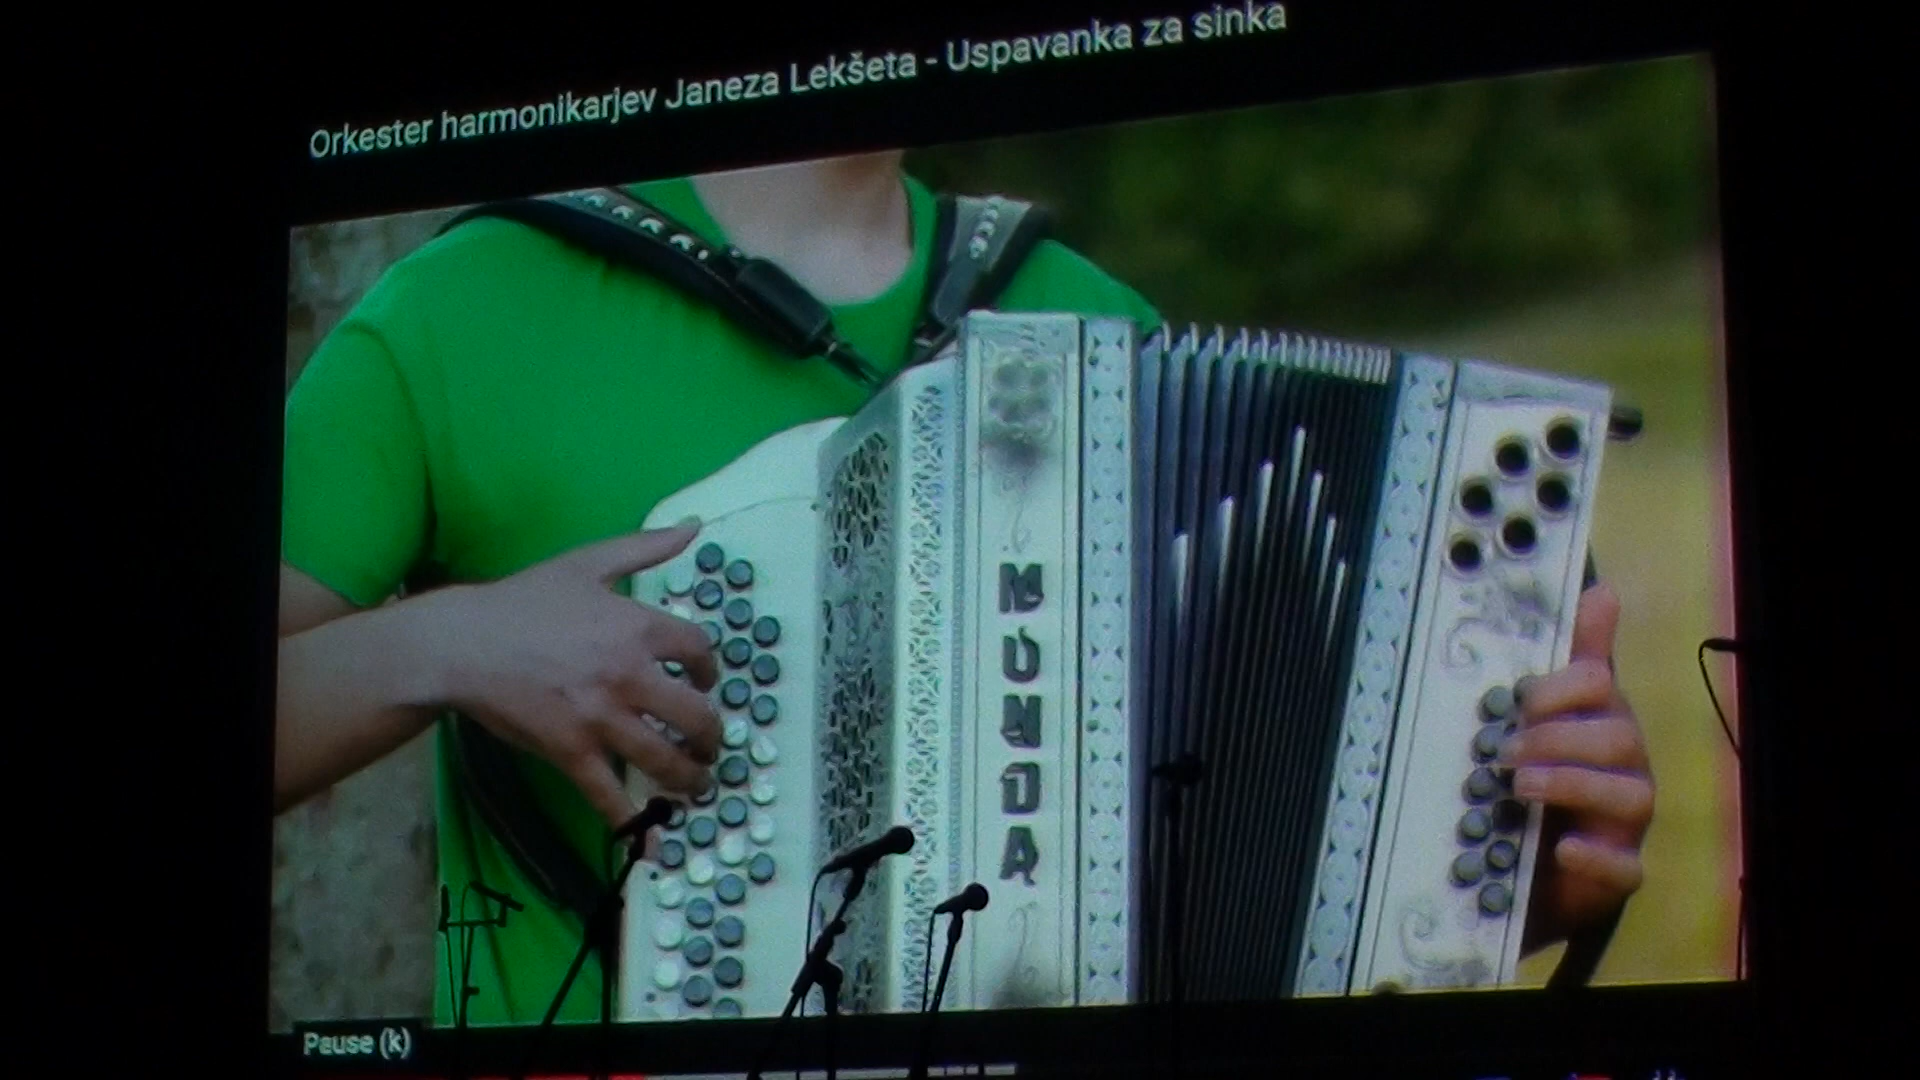 Orkester harmonikarjev Janeza Lekšeta - Uspavanka za sinka
MUNDA
Pause (k)